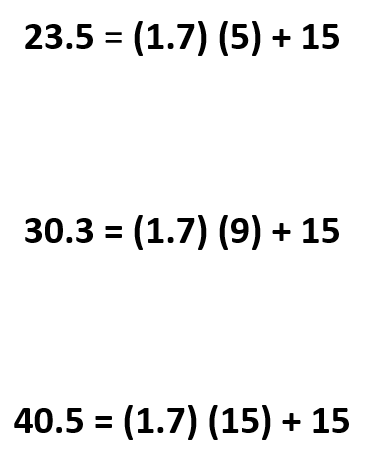 23.5 = (1.7) (5) + 15
30.3 = (1.7) (9) + 15
40.5 = (1.7) (15) + 15